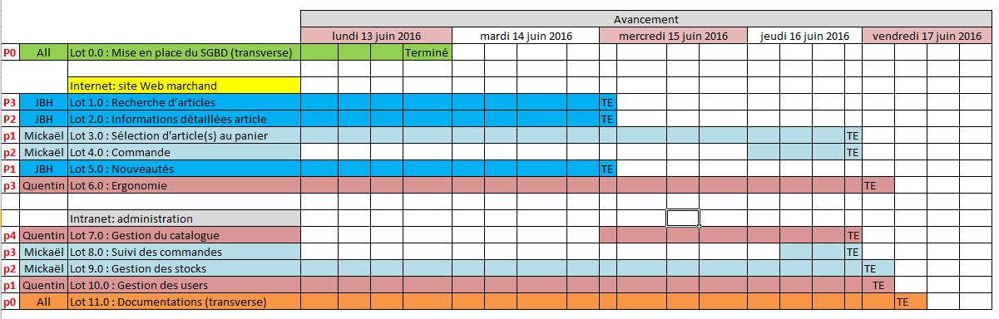 Avancement
lundi 13 juin 2016 mardi 14 juin 2016 mercredi 15 juin 2016 jeudi 16 juin 2016 vendredi 17 juin 2016
P0 All Lot 0.0 : Mise en place du SGBD (transverse) Terminé
Internet: site Web marchand
P3 JBH Lot 1.0 : Recherche d’articles TE
P2 JBH Lot 2.0 : Informations détaillées article TE
p1 Mickaël Lot 3.0 : Sélection d'article(s) au panier TE
p2 Mickaël Lot 4.0 : Commande TE
P1 JBH Lot 5.0 : Nouveautés TE
p3 Quentin Lot 6.0 : Ergonomie TE
Intranet: administration
p4 Quentin Lot 7.0 : Gestion du catalogue TE
p3 Mickaël Lot 8.0 : Suivi des commandes TE
p2 Mickaël Lot 9.0 : Gestion des stocks TE
p1 Quentin Lot 10.0 : Gestion des users TE
p0 All Lot 11.0 : Documentations (transverse) TE